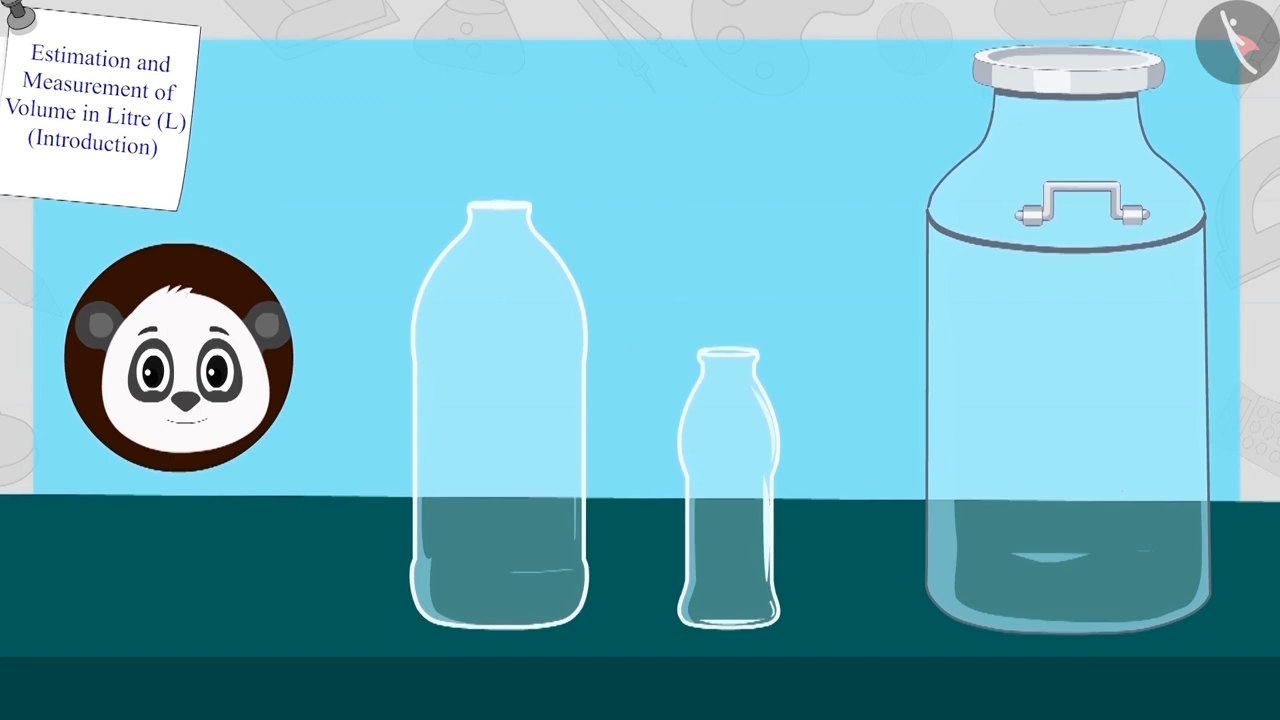 Estimation and
Measurement of
Volume in Litre (L)
(Introduction)